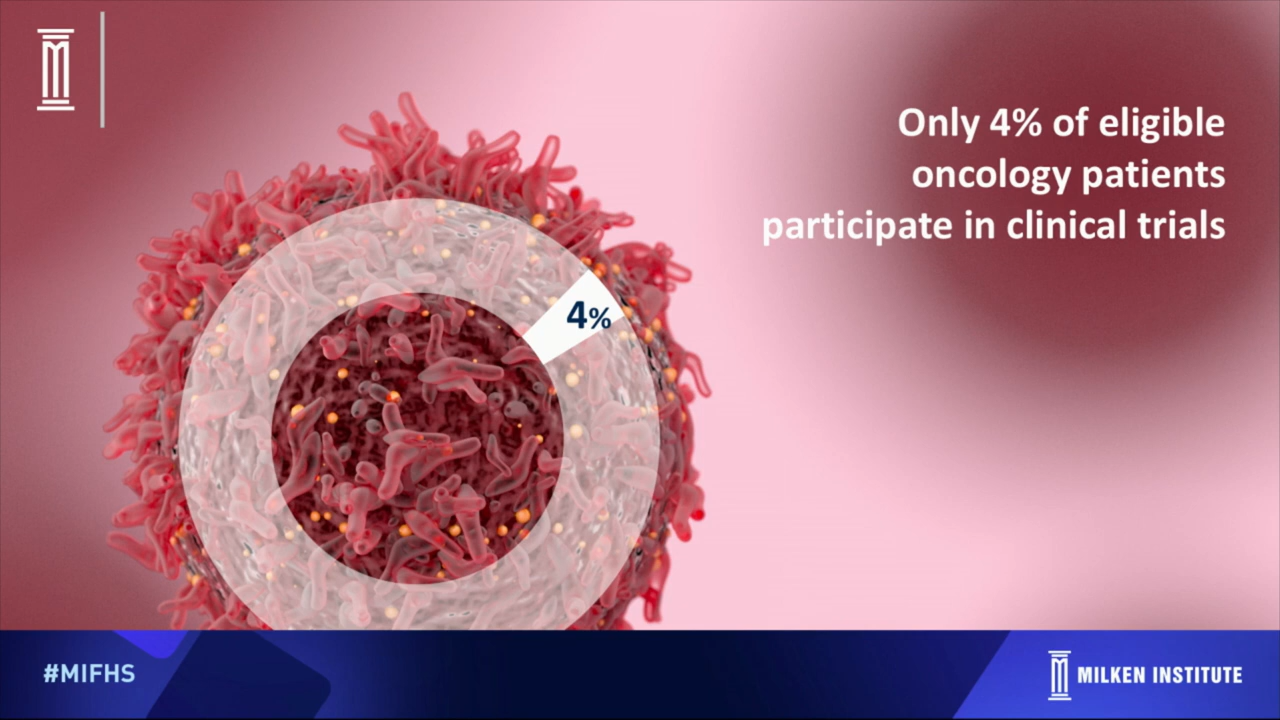 Only 4% of eligible
oncology patients
participate in clinical trials
4%
#MIFHS
MILKEN INSTITUTE